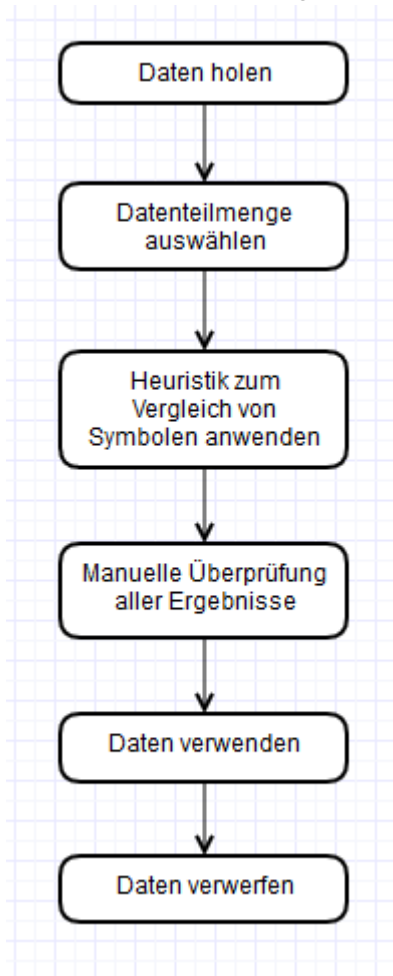 Daten holen
Datenteilmenge
auswählen
Heuristik zum
Vergleich von
Symbolen anwenden
Manuelle Überprüfung
aller Ergebnisse
Daten verwenden
Daten verwerfen